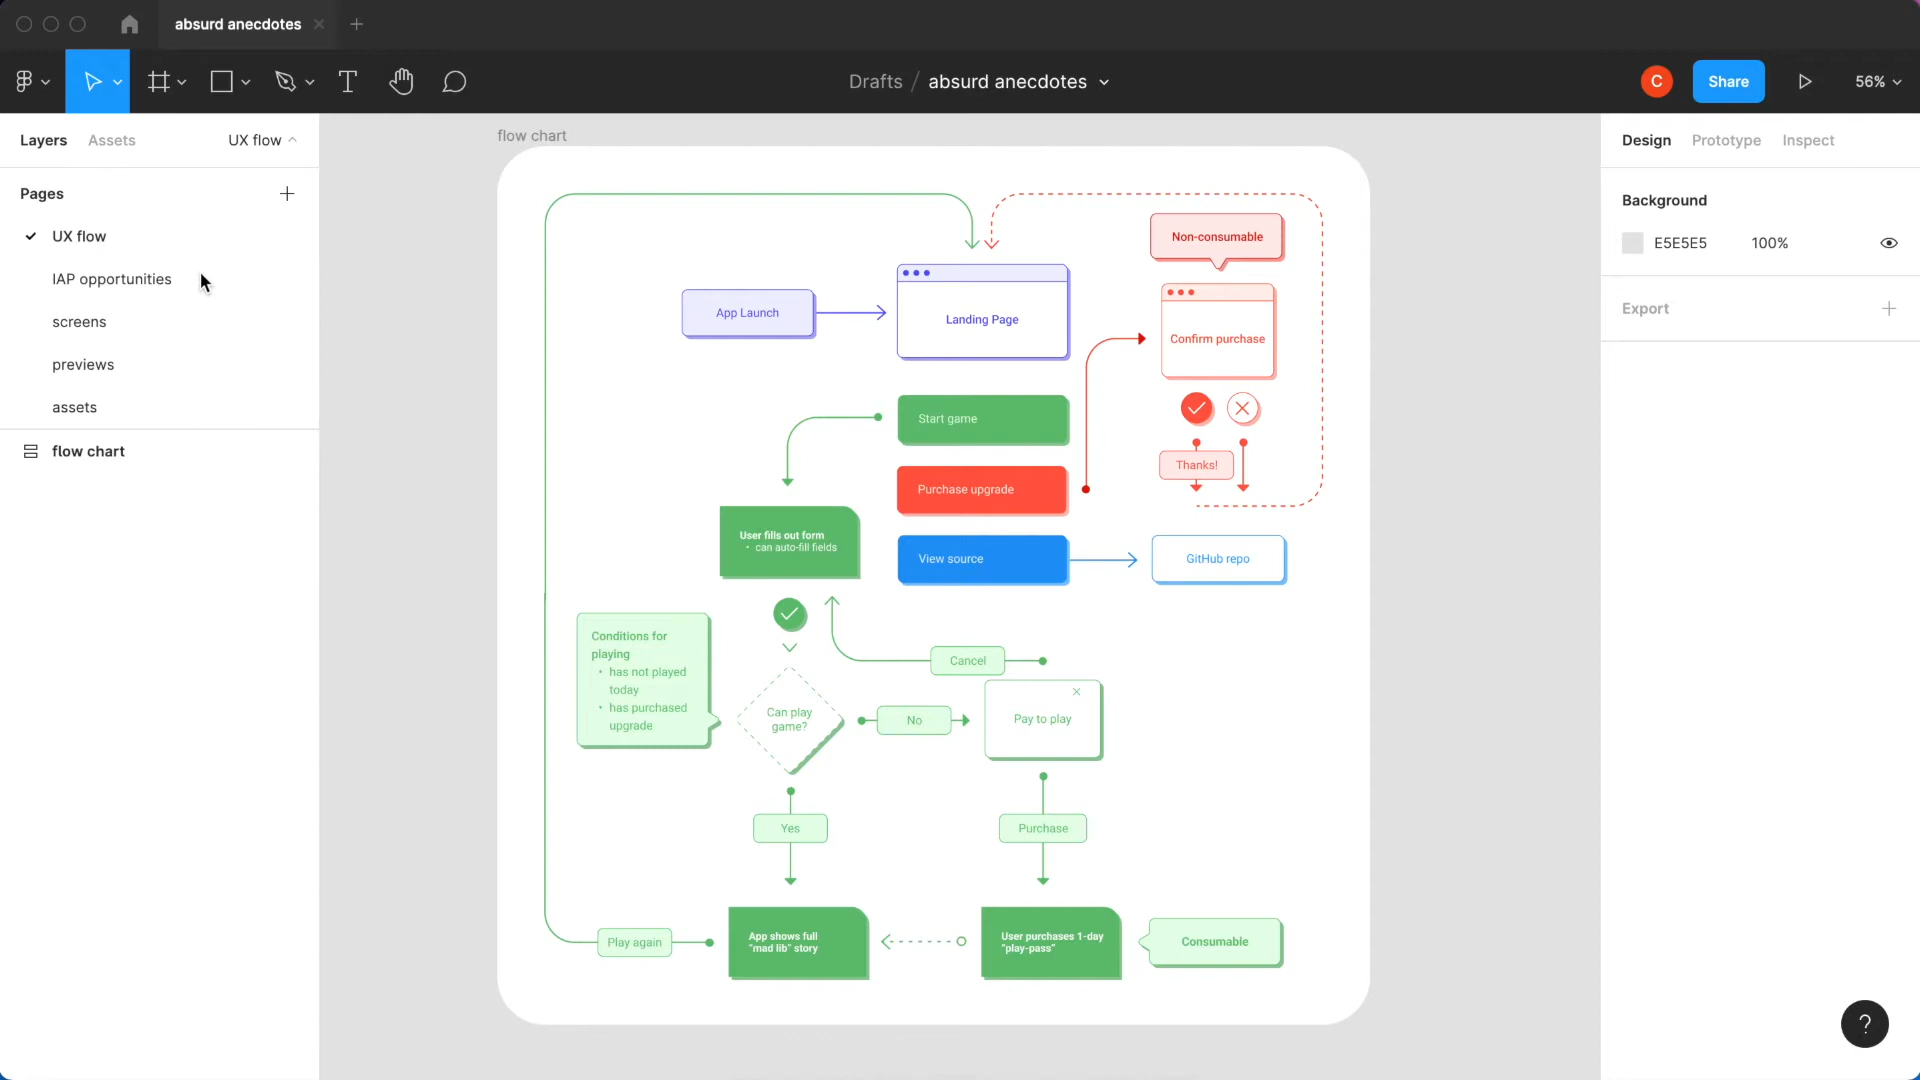 absurd anecdotes
Drafts / absurd anecdotes
C
Share
56%
Layers
Assets
UX flow
Pages
UX flow
IAP opportunities
screens
previews
assets
flow chart
flow chart
Non-consumable
App Launch
Landing Page
Confirm purchase
Start game
Thanks!
Purchase upgrade
User fills out form
• can auto-fill fields
View source
GitHub repo
Conditions for
playing
• has not played
today
• has purchased
upgrade
Cancel
Can play
game?
No
Pay to play
Yes
Purchase
Play again
App shows full
“mad lib” story
User purchases 1-day
“play-pass”
Consumable
Design
Prototype
Inspect
Background
E5E5E5
100%
Export
?